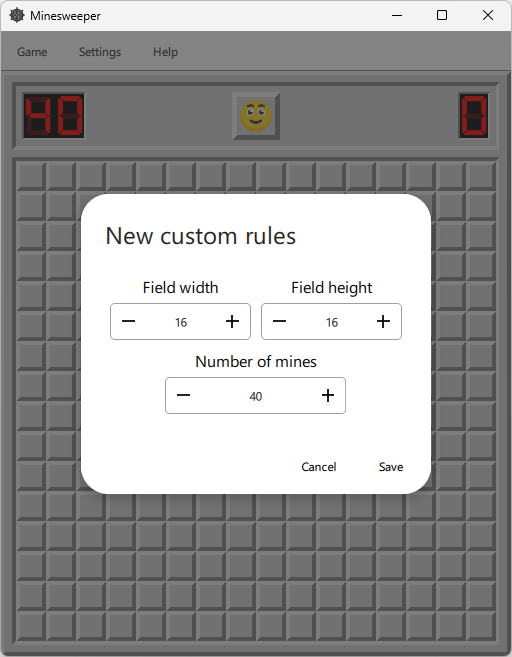 Minesweeper
Game Settings Help
40 0
New custom rules
Field width Field height
16 16
Number of mines
40
Cancel Save